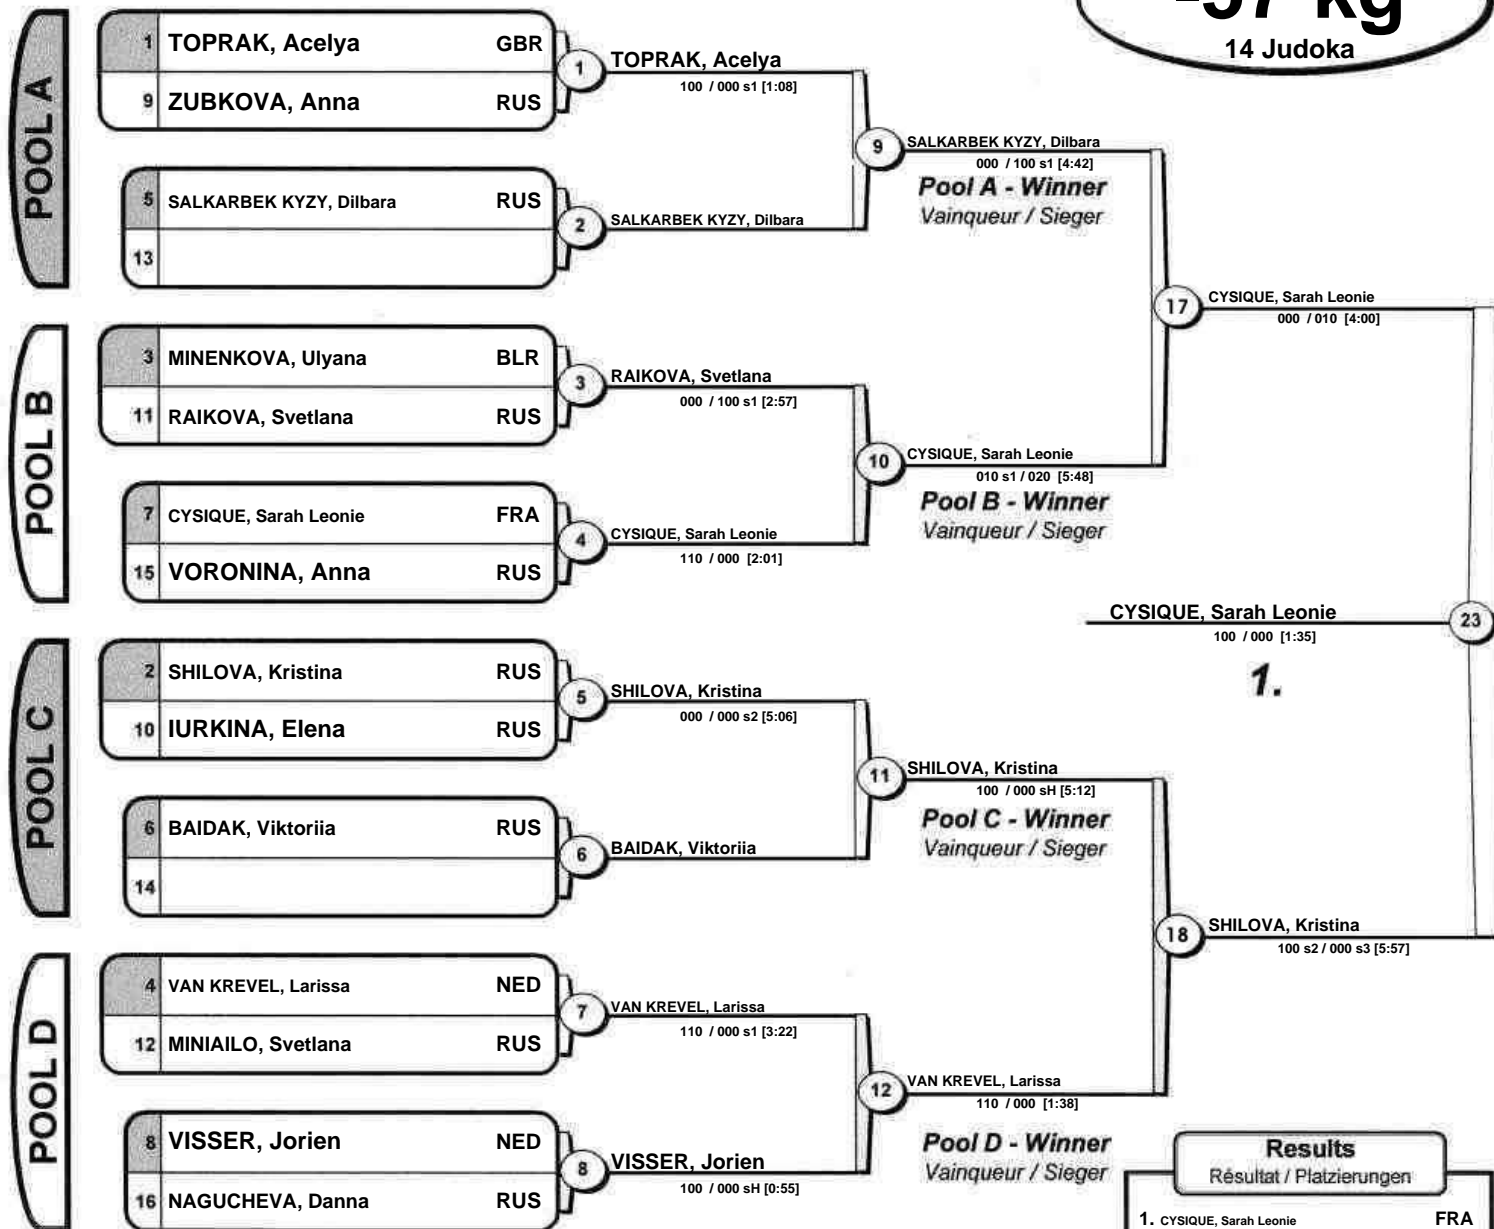 -57 kg
14 Judoka
POOL A
1 TOPRAK, Acelya GBR
9 ZUBKOVA, Anna RUS
1
TOPRAK, Acelya
100 / 000 s1 [1:08]
5 SALKARBEK KYZY, Dilbara RUS
13
2
SALKARBEK KYZY, Dilbara
9
SALKARBEK KYZY, Dilbara
000 / 100 s1 [4:42]
Pool A - Winner
Vainqueur / Sieger
POOL B
3 MINENKOVA, Ulyana BLR
11 RAIKOVA, Svetlana RUS
3
RAIKOVA, Svetlana
000 / 100 s1 [2:57]
7 CYSIQUE, Sarah Leonie FRA
15 VORONINA, Anna RUS
4
CYSIQUE, Sarah Leonie
110 / 000 [2:01]
10
CYSIQUE, Sarah Leonie
010 s1 / 020 [5:48]
Pool B - Winner
Vainqueur / Sieger
17
CYSIQUE, Sarah Leonie
000 / 010 [4:00]
CYSIQUE, Sarah Leonie
100 / 000 [1:35]
1.
23
POOL C
2 SHILOVA, Kristina RUS
10 IURKINA, Elena RUS
5
SHILOVA, Kristina
000 / 000 s2 [5:06]
6 BAIDAK, Viktoriia RUS
14
6
BAIDAK, Viktoriia
11
SHILOVA, Kristina
100 / 000 sH [5:12]
Pool C - Winner
Vainqueur / Sieger
POOL D
4 VAN KREVEL, Larissa NED
12 MINIAILO, Svetlana RUS
7
VAN KREVEL, Larissa
110 / 000 s1 [3:22]
8 VISSER, Jorien NED
16 NAGUCHEVA, Danna RUS
8
VISSER, Jorien
100 / 000 sH [0:55]
12
VAN KREVEL, Larissa
110 / 000 [1:38]
Pool D - Winner
Vainqueur / Sieger
18
SHILOVA, Kristina
100 s2 / 000 s3 [5:57]
Results
Résultat / Platzierungen
1. CYSIQUE, Sarah Leonie FRA